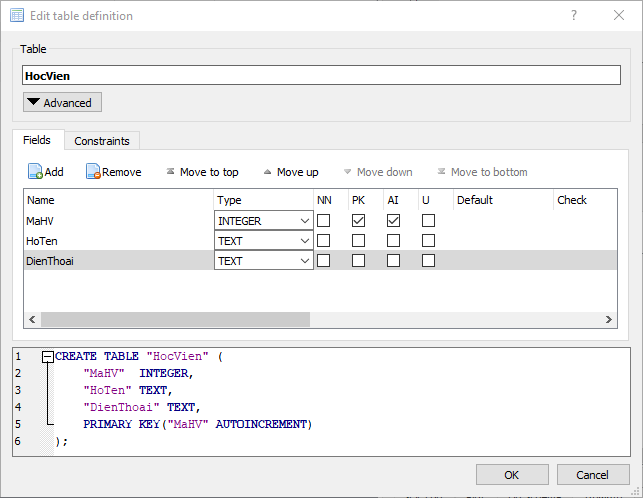 Edit table definition
Table
HocVien
Advanced
Fields Constraints
Add Remove Move to top Move up Move down Move to bottom
Name Type NN PK AI U Default Check
MaHV INTEGER
HoTen TEXT
DienThoai TEXT
1 CREATE TABLE "HocVien" (
2 "MaHV" INTEGER,
3 "HoTen" TEXT,
4 "DienThoai" TEXT,
5 PRIMARY KEY("MaHV" AUTOINCREMENT)
6 );
OK Cancel